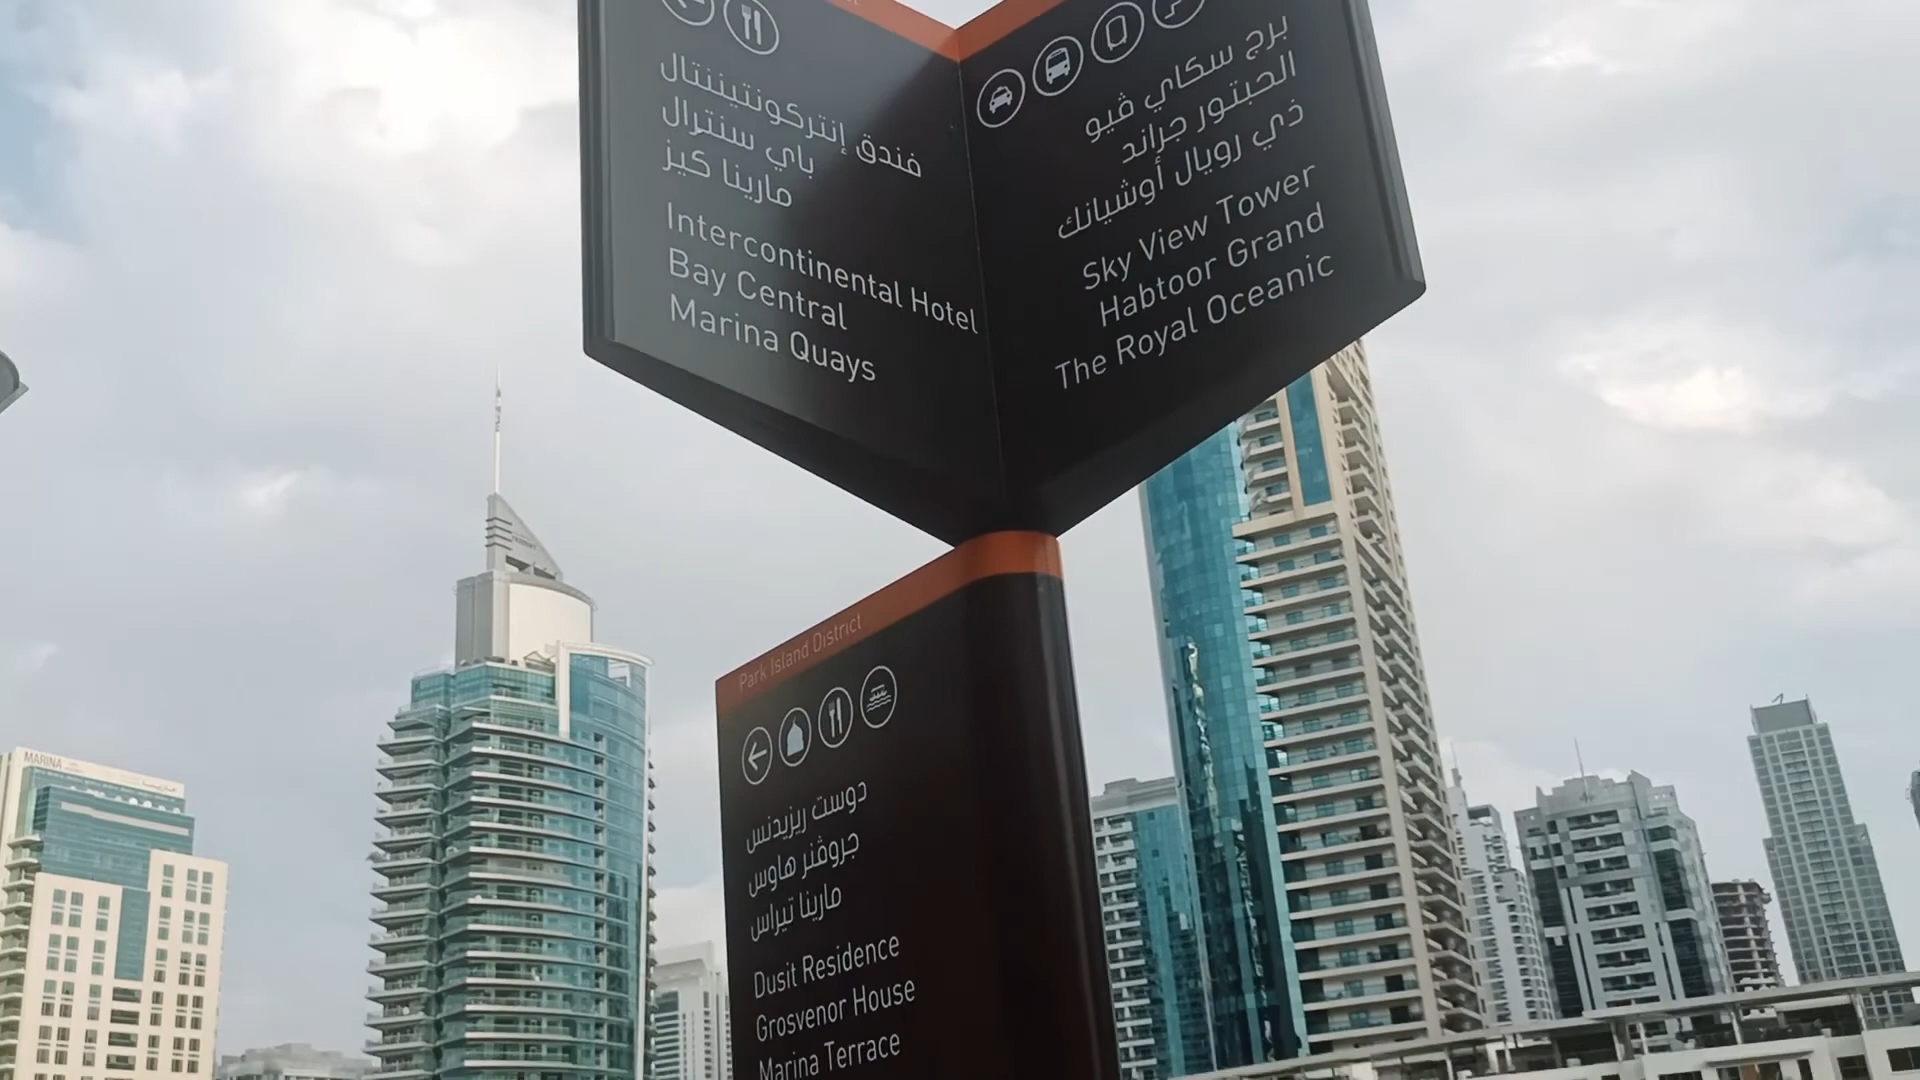 فندق إنتركونتيننتال
باي سنترال
مارينا كيز
Intercontinental Hotel
Bay Central
Marina Quays
برج سكاي ڤيو
الحبتور جراند
ذي رويال أوشيانك
Sky View Tower
Habtoor Grand
The Royal Oceanic
Park Island District
دوست ريزيدنس
جروڤنر هاوس
مارينا تيراس
Dusit Residence
Grosvenor House
Marina Terrace
MARINA